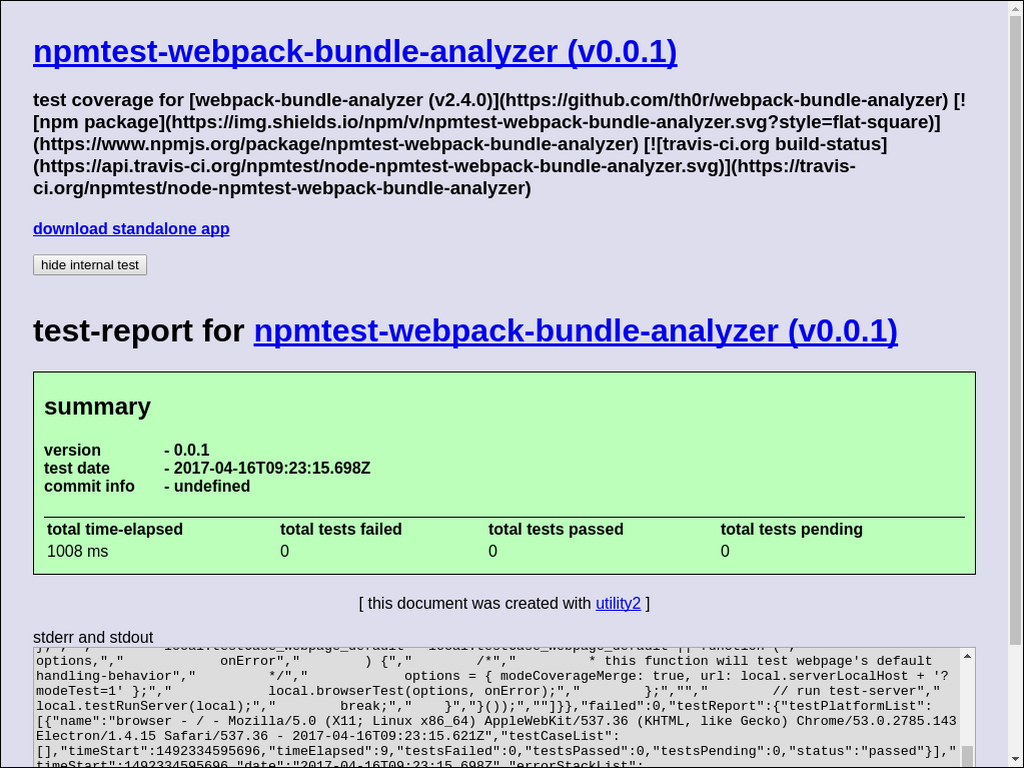 npmtest-webpack-bundle-analyzer (v0.0.1)
test coverage for [webpack-bundle-analyzer (v2.4.0)](https://github.com/th0r/webpack-bundle-analyzer) [!
[npm package](https://img.shields.io/npm/v/npmtest-webpack-bundle-analyzer.svg?style=flat-square)]
(https://www.npmjs.org/package/npmtest-webpack-bundle-analyzer) [![travis-ci.org build-status]
(https://api.travis-ci.org/npmtest/node-npmtest-webpack-bundle-analyzer.svg)](https://travis-
ci.org/npmtest/node-npmtest-webpack-bundle-analyzer)
download standalone app
hide internal test
test-report for npmtest-webpack-bundle-analyzer (v0.0.1)
summary
version - 0.0.1
test date - 2017-04-16T09:23:15.698Z
commit info - undefined
total time-elapsed total tests failed total tests passed total tests pending
1008 ms 0 0 0
[ this document was created with utility2 ]
stderr and stdout
options,"," onError"," ) {"," /*"," * this function will test webpage's default
handling-behavior"," */"," options = { modeCoverageMerge: true, url: local.serverLocalHost + '?
modeTest=1' };"," local.browserTest(options, onError);"," };",""," // run test-server","
local.testRunServer(local);"," break;"," }","}());",""]}},"failed":0,"testReport":{"testPlatformList":
[{"name":"browser - / - Mozilla/5.0 (X11; Linux x86_64) AppleWebKit/537.36 (KHTML, like Gecko) Chrome/53.0.2785.143
Electron/1.4.15 Safari/537.36 - 2017-04-16T09:23:15.621Z","testCaseList":
[],"timeStart":1492334595696,"timeElapsed":9,"testsFailed":0,"testsPassed":0,"testsPending":0,"status":"passed"}],"
timeStart":1492334595696,"date":"2017-04-16T09:23:15.698Z","errorStackList":